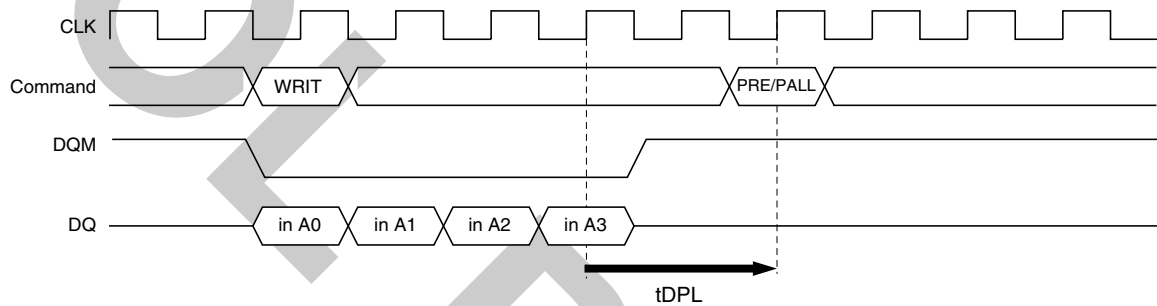 CLK
Command WRIT PRE/PALL
DQM
DQ in A0 in A1 in A2 in A3
tDPL